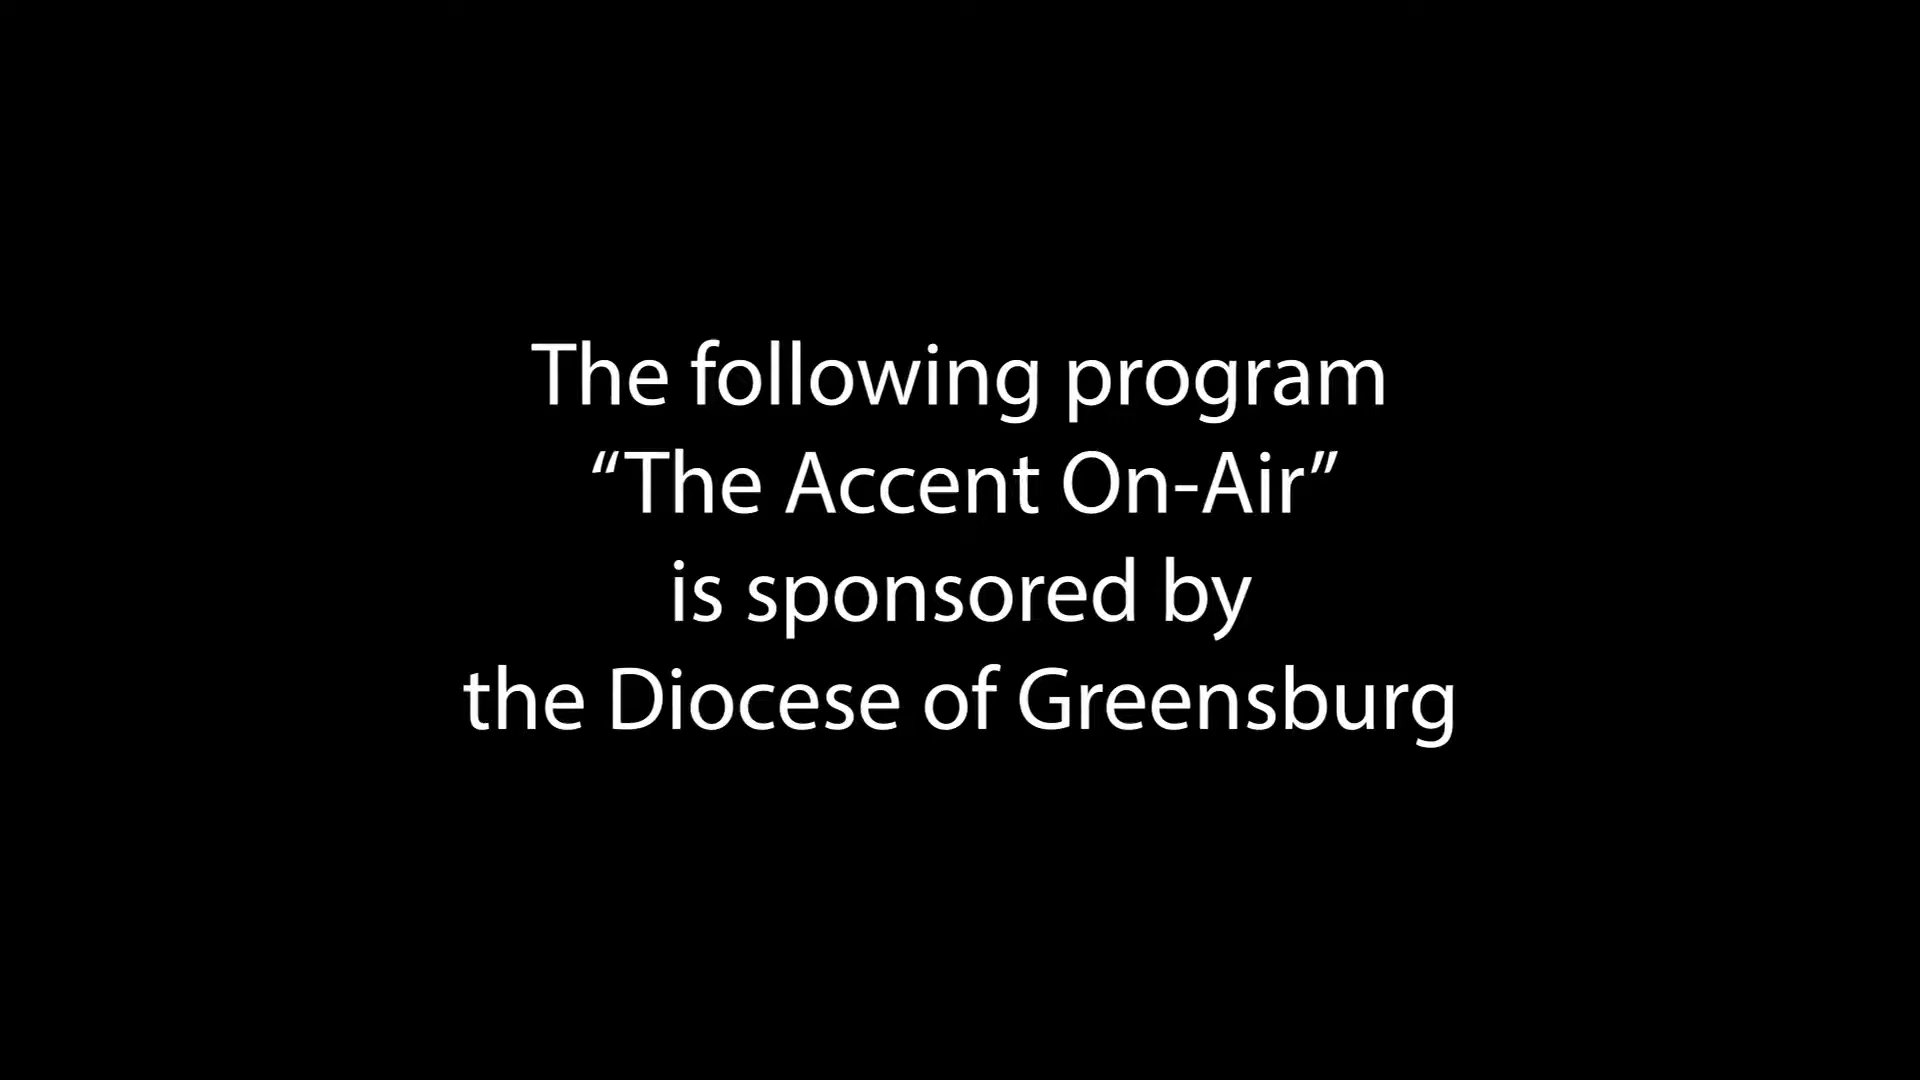 The following program
“The Accent On-Air”
is sponsored by
the Diocese of Greensburg